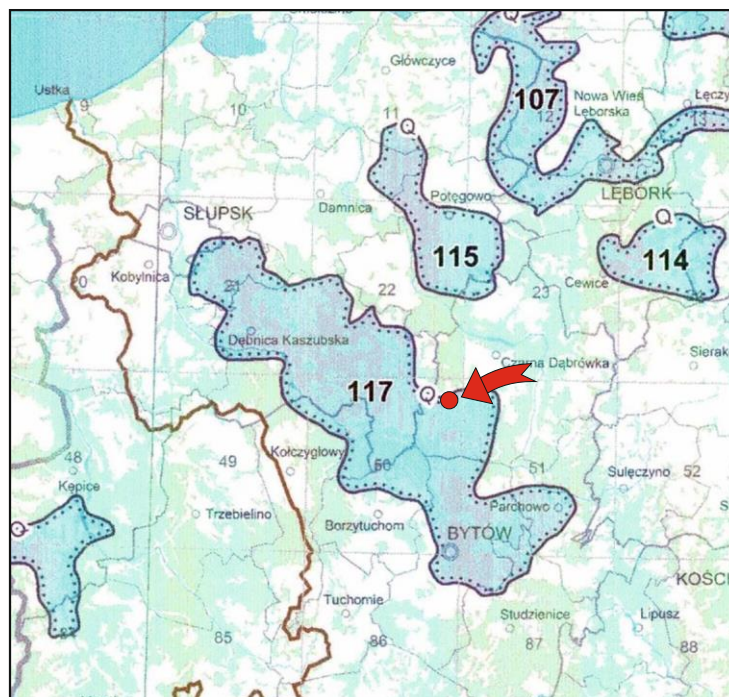 Q
Główczyce
Ustka
9
10
11
Q
107
12
Nowa Wieś
Lęborska
Łęczy
13
LĘBORK
Damnica
Potęgowo
SŁUPSK
Q
115
114
Kobylnica
20
21
22
23
Cewice
Dębnica Kaszubska
Czarna Dąbrówka
Sierak
117
Q
48
49
Kołczygłowy
50
51
Sulęczyno
52
Kępice
Trzebielino
Borzytuchom
Parchowo
Q
BYTÓW
KOŚCI
Tuchomie
Studzienice
Lipusz
85
86
87
88